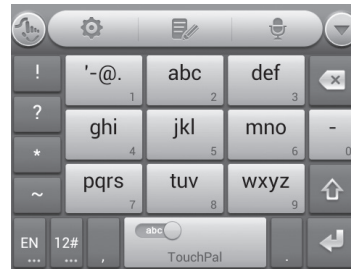 ! '-@. abc def
1 2 3
? ghi jkl mno -
4 5 6 0
*
~ pqrs tuv wxyz
7 8 9
EN 12# , abc .
... ... TouchPal